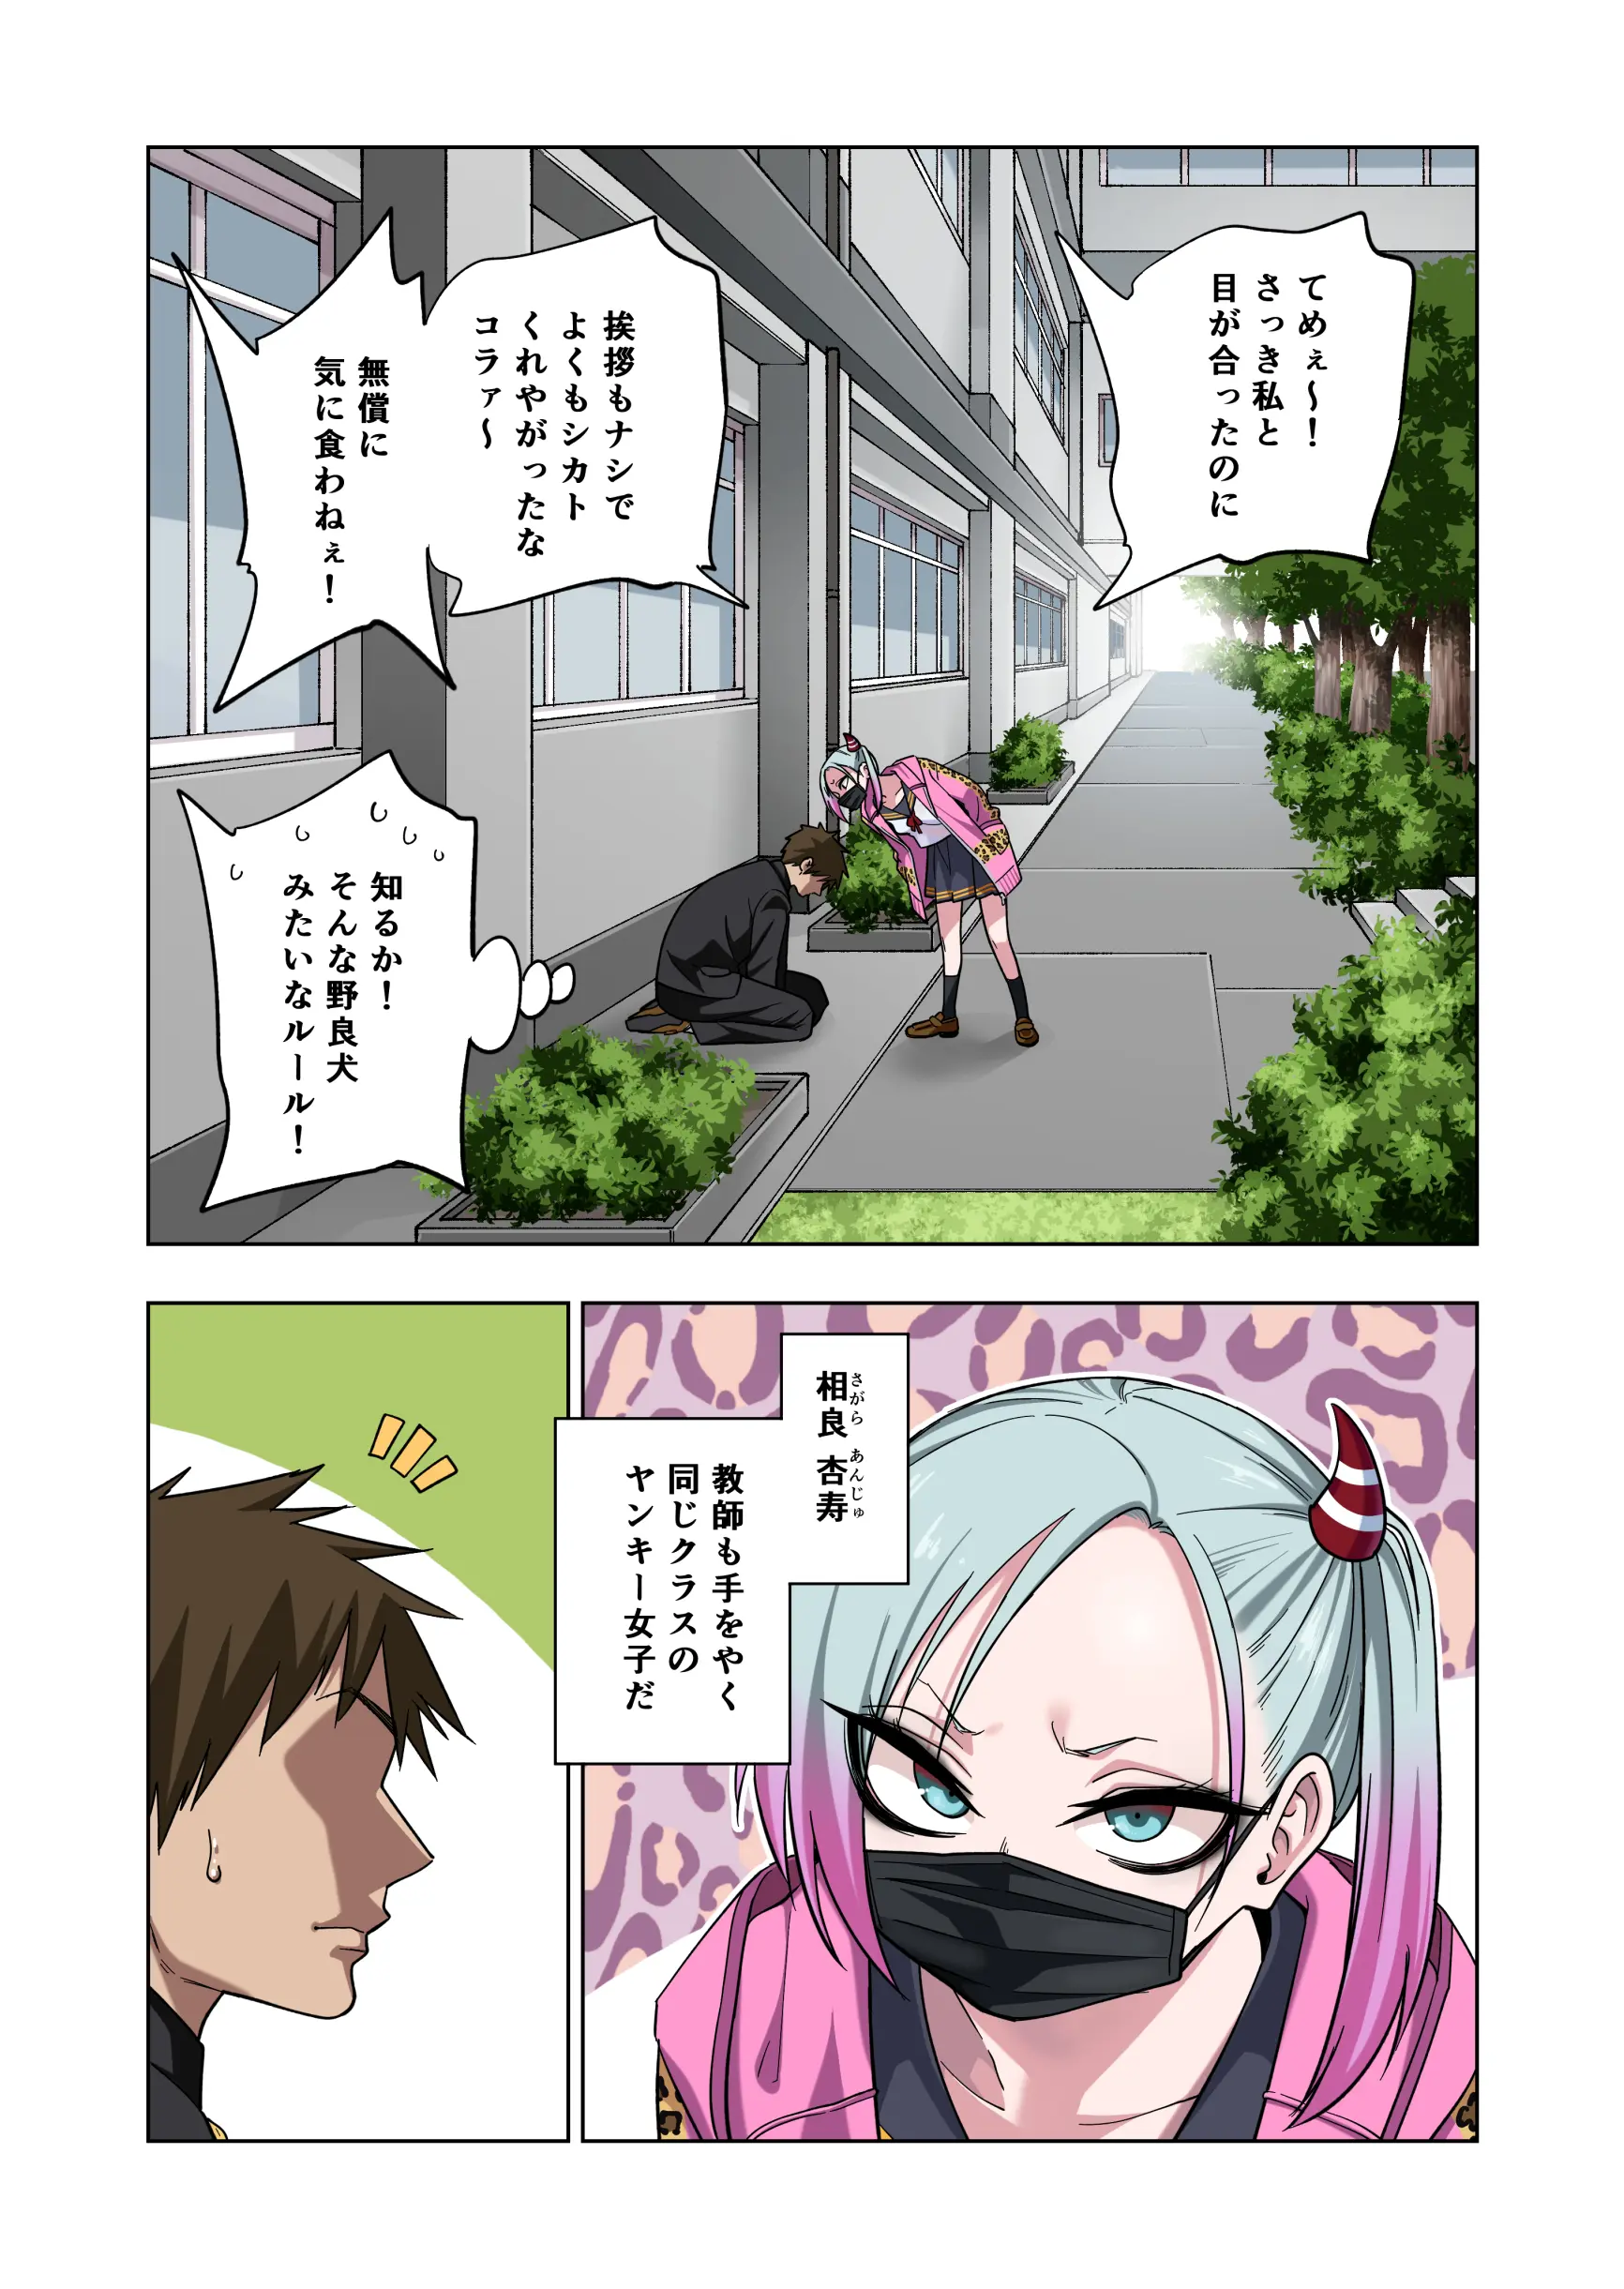 てめぇ～！
さっき私と
目が合ったのに
挨拶もナシで
よくもシカト
くれやがったな
コラァ～
無償に
気に食わねぇ！
知るか！
そんな野良犬
みたいなルール！
相良 杏寿
さがら あんじゅ
教師も手をやく
同じクラスの
ヤンキー女子だ